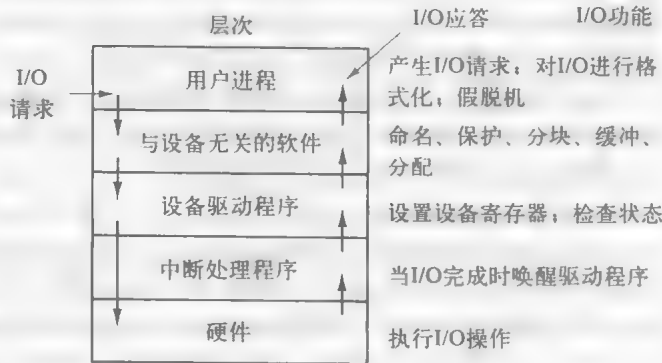 层次
I/O应答
I/O功能
I/O
请求
用户进程
产生I/O请求；对I/O进行格
式化；假脱机
与设备无关的软件
命名、保护、分块、缓冲、
分配
设备驱动程序
设置设备寄存器；检查状态
中断处理程序
当I/O完成时唤醒驱动程序
硬件
执行I/O操作